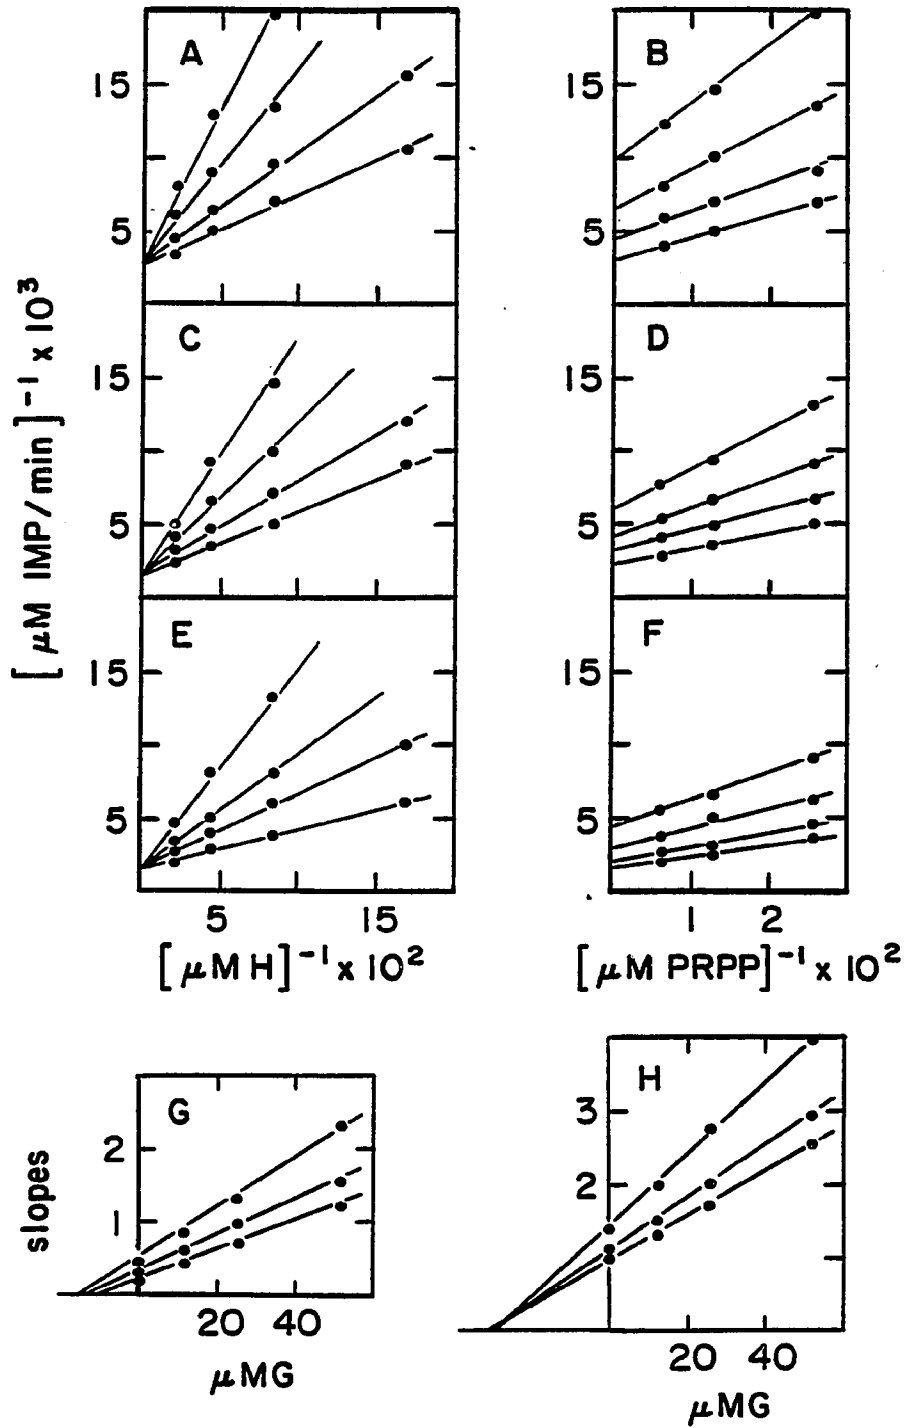 A B
15 15
5 5
C D
15 15
5 5
E F
15 15
5 5
[μM IMP/min]⁻¹ x 10³
5 15 1 2
[μM H]⁻¹ x 10² [μM PRPP]⁻¹ x 10²
G H
2 3
1 2
slopes
20 40 20 40
μMG μMG